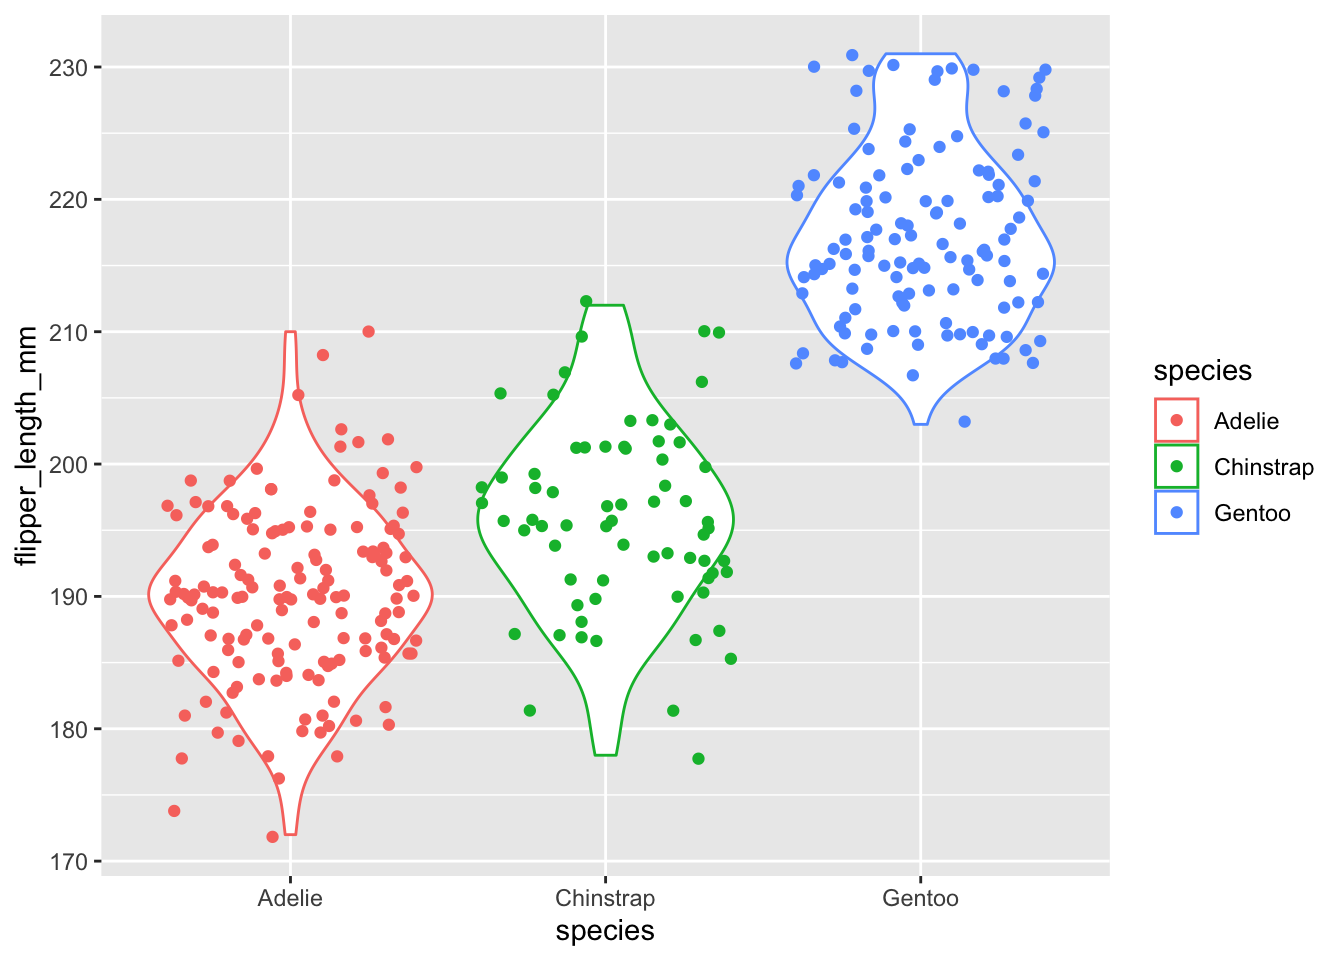 230
220
210
200
190
180
170
flipper_length_mm
Adelie
Chinstrap
Gentoo
species
species
Adelie
Chinstrap
Gentoo